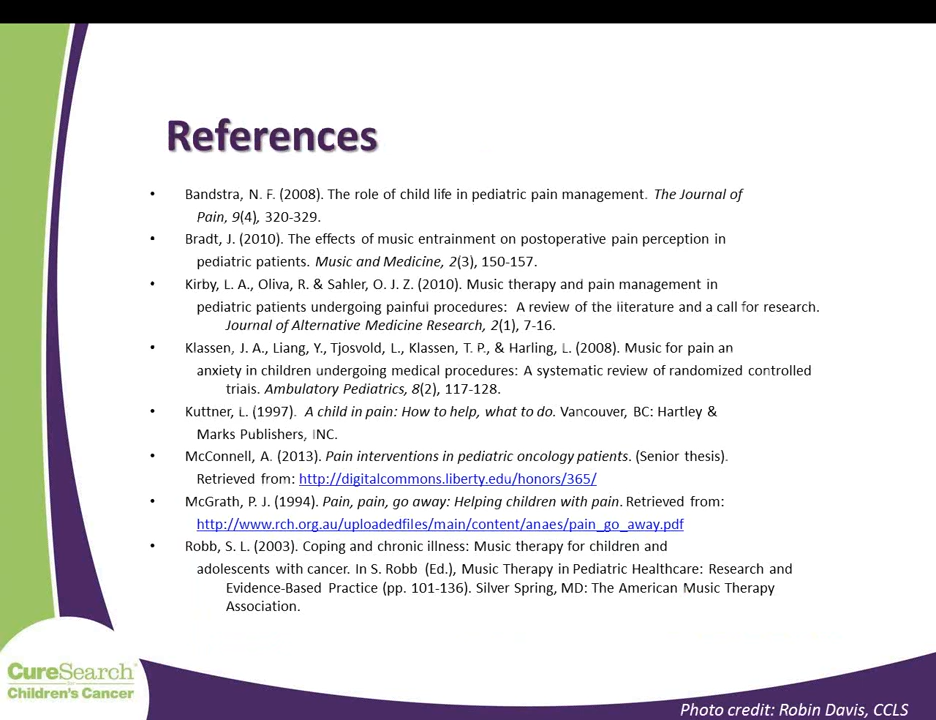 References
• Bandstra, N. F. (2008). The role of child life in pediatric pain management. The Journal of
Pain, 9(4), 320-329.
• Bradt, J. (2010). The effects of music entrainment on postoperative pain perception in
pediatric patients. Music and Medicine, 2(3), 150-157.
• Kirby, L. A., Oliva, R. & Sahler, O. J. Z. (2010). Music therapy and pain management in
pediatric patients undergoing painful procedures: A review of the literature and a call for research.
Journal of Alternative Medicine Research, 2(1), 7-16.
• Klassen, J. A., Liang, Y., Tjosvold, L., Klassen, T. P., & Harling, L. (2008). Music for pain an
anxiety in children undergoing medical procedures: A systematic review of randomized controlled
trials. Ambulatory Pediatrics, 8(2), 117-128.
• Kuttner, L. (1997). A child in pain: How to help, what to do. Vancouver, BC: Hartley &
Marks Publishers, INC.
• McConnell, A. (2013). Pain interventions in pediatric oncology patients. (Senior thesis).
Retrieved from: http://digitalcommons.liberty.edu/honors/365/
• McGrath, P. J. (1994). Pain, pain, go away: Helping children with pain. Retrieved from:
http://www.rch.org.au/uploadedfiles/main/content/anaes/pain_go_away.pdf
• Robb, S. L. (2003). Coping and chronic illness: Music therapy for children and
adolescents with cancer. In S. Robb (Ed.), Music Therapy in Pediatric Healthcare: Research and
Evidence-Based Practice (pp. 101-136). Silver Spring, MD: The American Music Therapy
Association.
CureSearch
for
Children's Cancer
Photo credit: Robin Davis, CCLS